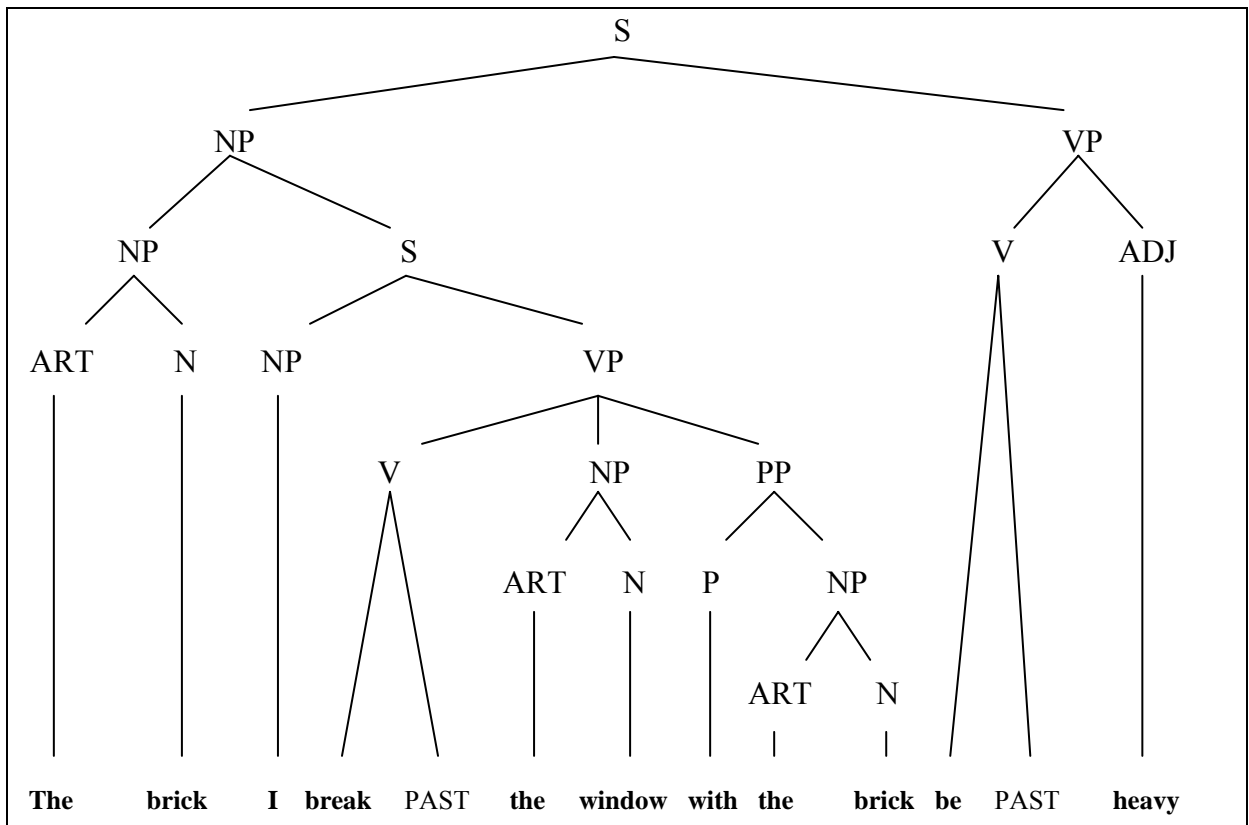 S
NP VP
NP S V ADJ
ART N NP VP
V NP PP
ART N P NP
ART N
The brick I break PAST the window with the brick be PAST heavy